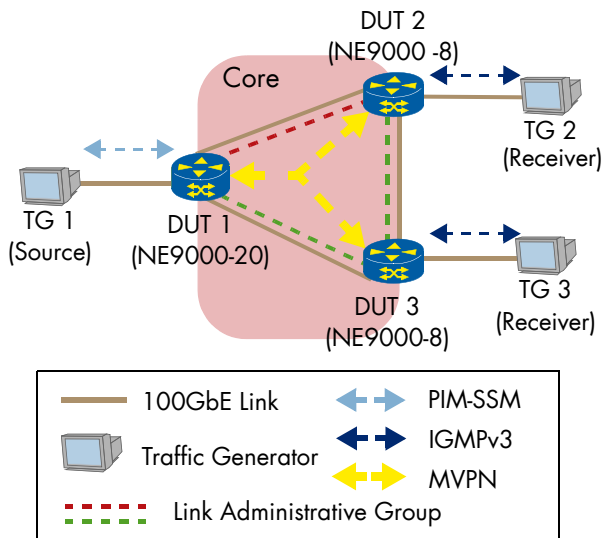 DUT 2
(NE9000 -8)
Core
TG 2
(Receiver)
TG 1
(Source)
DUT 1
(NE9000-20)
DUT 3
(NE9000-8)
TG 3
(Receiver)
100GbE Link
PIM-SSM
Traffic Generator
IGMPv3
MVPN
Link Administrative Group